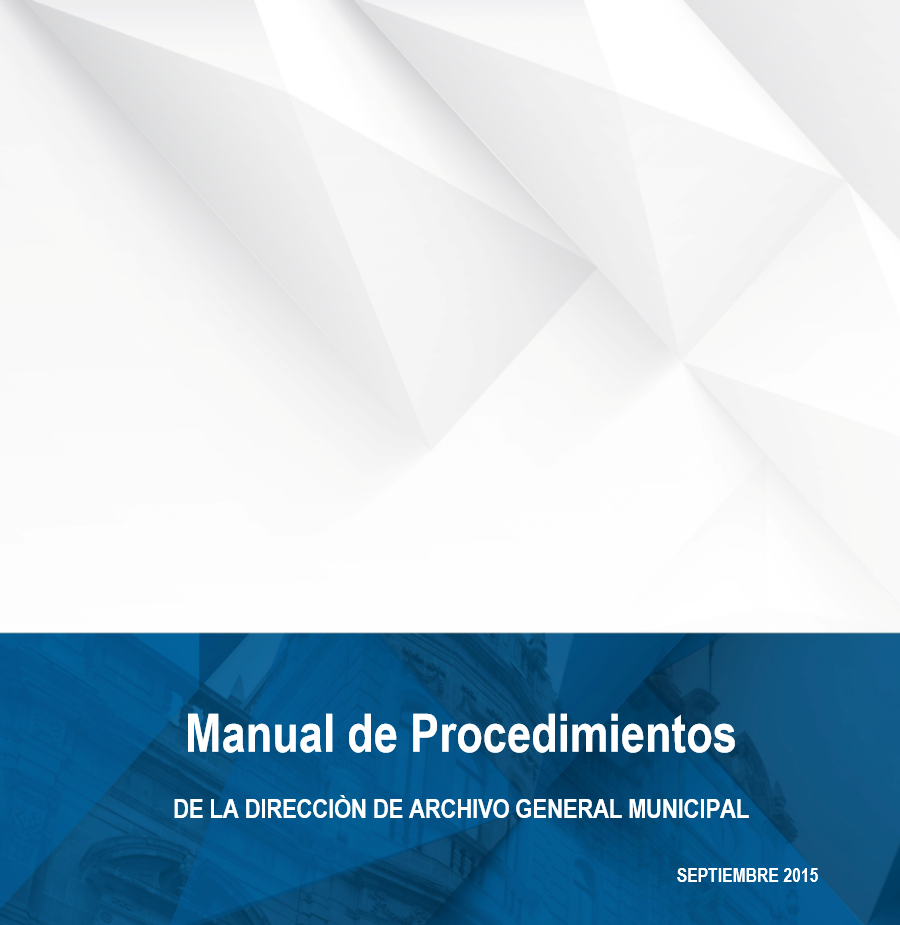 Manual de Procedimientos
DE LA DIRECCIÒN DE ARCHIVO GENERAL MUNICIPAL
SEPTIEMBRE 2015